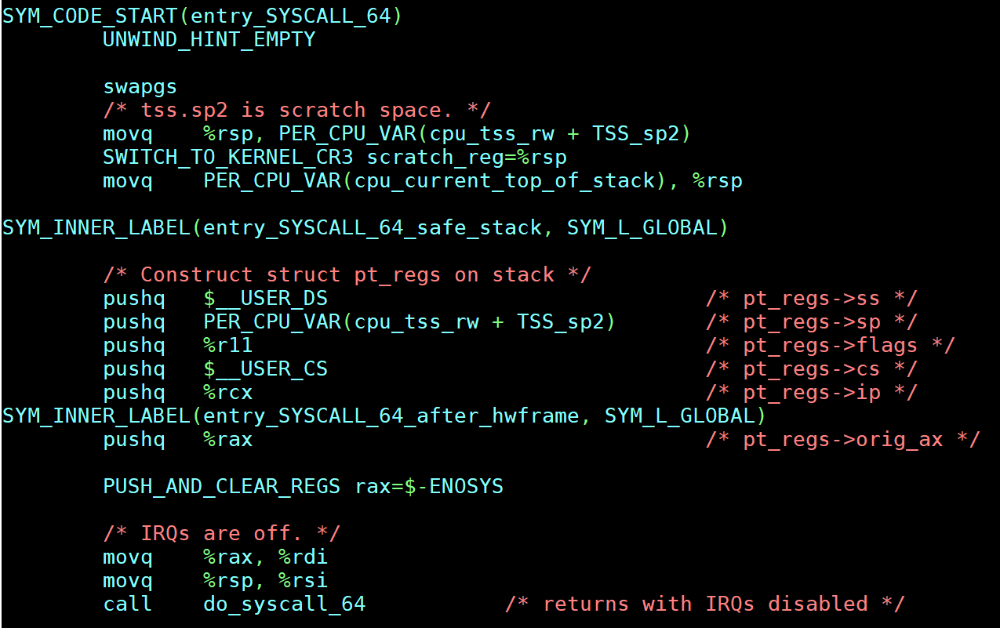 SYM_CODE_START(entry_SYSCALL_64)
UNWIND_HINT_EMPTY
swapgs
/* tss.sp2 is scratch space. */
movq %rsp, PER_CPU_VAR(cpu_tss_rw + TSS_sp2)
SWITCH_TO_KERNEL_CR3 scratch_reg=%rsp
movq PER_CPU_VAR(cpu_current_top_of_stack), %rsp
SYM_INNER_LABEL(entry_SYSCALL_64_safe_stack, SYM_L_GLOBAL)
/* Construct struct pt_regs on stack */
pushq $__USER_DS /* pt_regs->ss */
pushq PER_CPU_VAR(cpu_tss_rw + TSS_sp2) /* pt_regs->sp */
pushq %r11 /* pt_regs->flags */
pushq $__USER_CS /* pt_regs->cs */
pushq %rcx /* pt_regs->ip */
SYM_INNER_LABEL(entry_SYSCALL_64_after_hwframe, SYM_L_GLOBAL)
pushq %rax /* pt_regs->orig_ax */
PUSH_AND_CLEAR_REGS rax=$-ENOSYS
/* IRQs are off. */
movq %rax, %rdi
movq %rsp, %rsi
call do_syscall_64 /* returns with IRQs disabled */